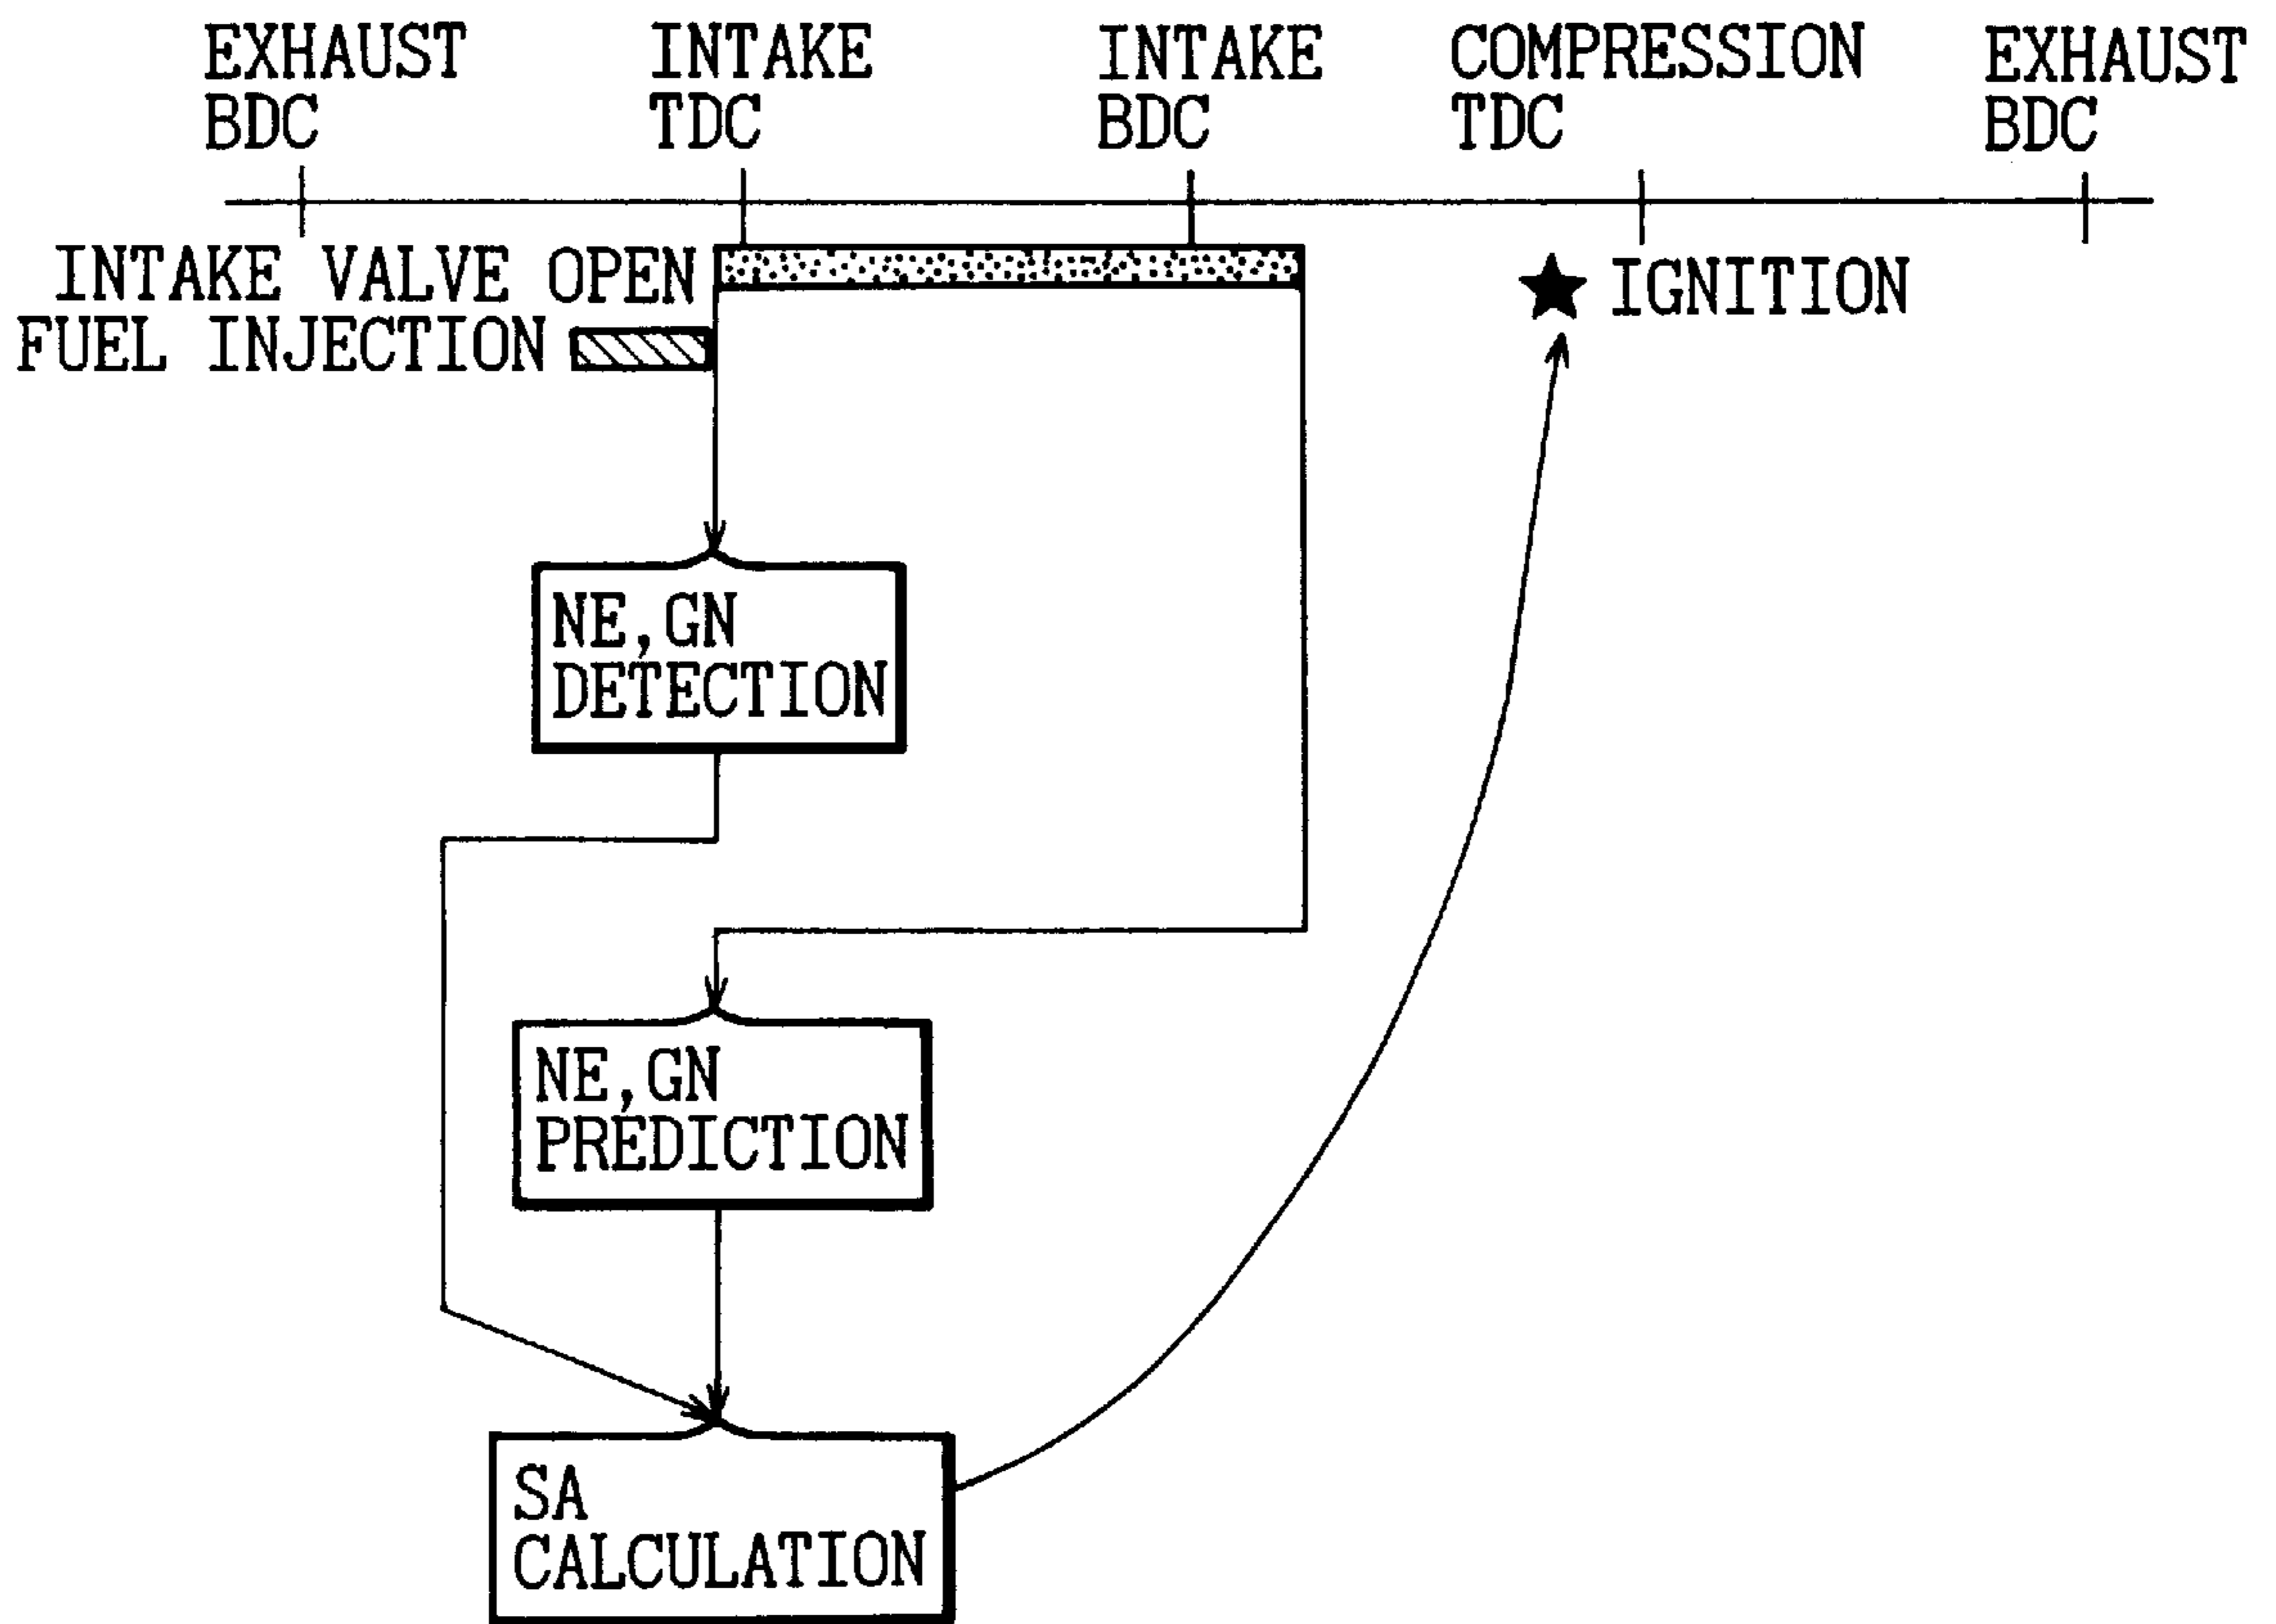 EXHAUST
BDC
INTAKE
TDC
INTAKE
BDC
COMPRESSION
TDC
EXHAUST
BDC
INTAKE VALVE OPEN
FUEL INJECTION
IGNITION
NE,GN
DETECTION
NE,GN
PREDICTION
SA
CALCULATION